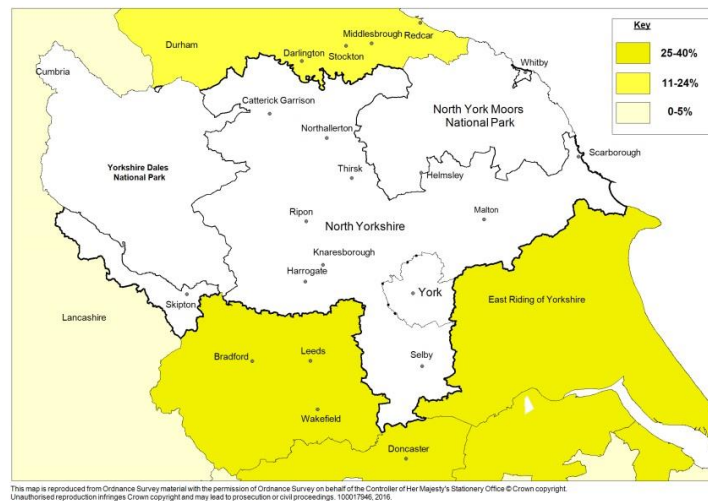 Key
25-40%
11-24%
0-5%
Durham
Middlesbrough
Redcar
Darlington
Stockton
Cumbria
Whitby
Catterick Garrison
North York Moors
National Park
Northallerton
Scarborough
Yorkshire Dales
National Park
Thirsk
Helmsley
Ripon
North Yorkshire
Malton
Knaresborough
Harrogate
York
Skipton
East Riding of Yorkshire
Lancashire
Bradford
Leeds
Selby
Wakefield
Doncaster
This map is reproduced from Ordnance Survey material with the permission of Ordnance Survey on behalf of the Controller of Her Majesty's Stationery Office © Crown copyright.
Unauthorised reproduction infringes Crown copyright and may lead to prosecution or civil proceedings. 100017946, 2016.